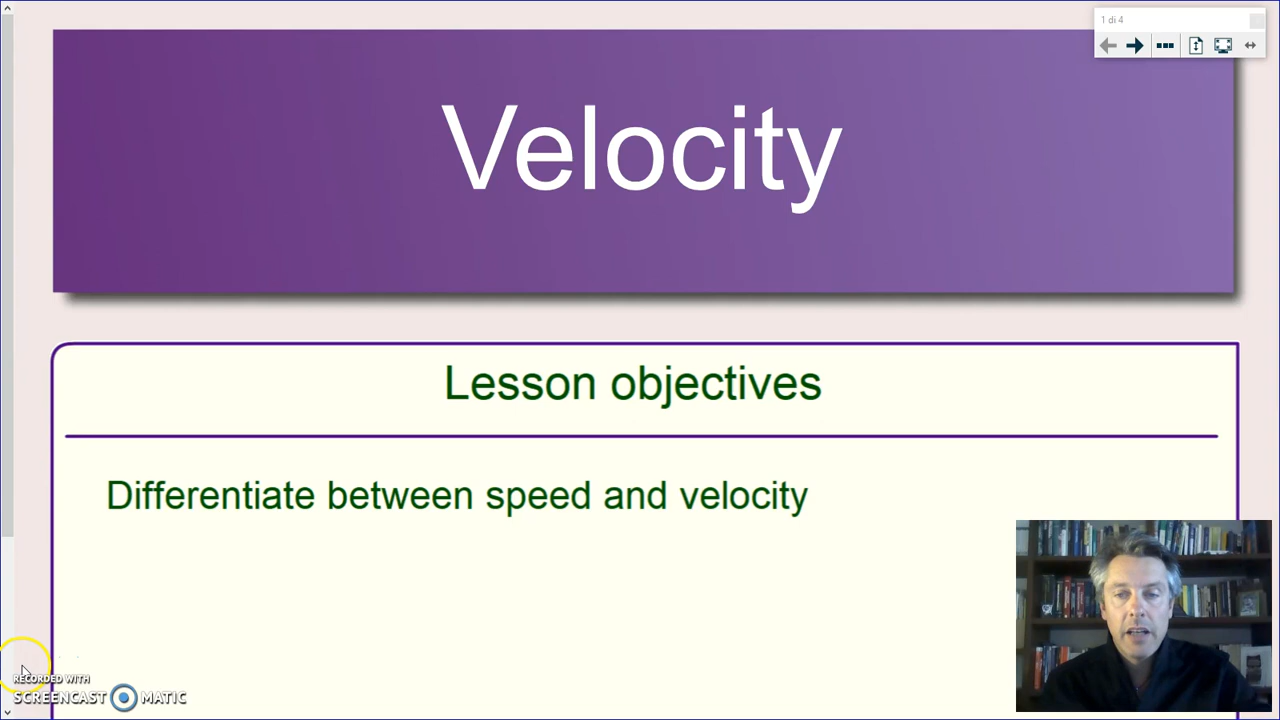 1 di 4
Velocity
Lesson objectives
Differentiate between speed and velocity
RECORDED WITH
SCREENCAST MATIC